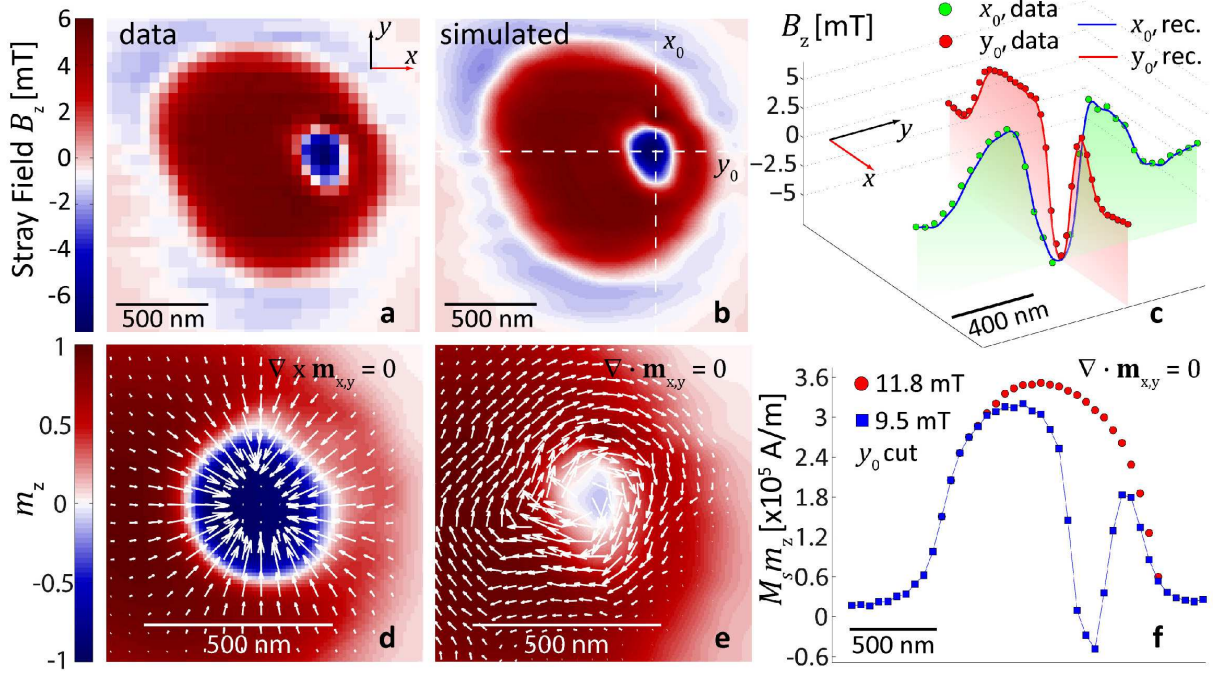 Stray Field B_z [mT]
6
4
2
0
-2
-4
-6
data
y
x
500 nm
a
simulated
x_0
y_0
500 nm
b
B_z [mT]
x_0, data
y_0, data
x_0, rec.
y_0, rec.
5
2.5
0
−2.5
−5
y
x
400 nm
c
m_z
1
0.5
0
-0.5
-1
∇ x m_{x,y} = 0
500 nm
d
∇ · m_{x,y} = 0
500 nm
e
M_s m_z [x10^5 A/m]
3.6
3
2.4
1.8
1.2
0.6
0
-0.6
11.8 mT
9.5 mT
y_0 cut
∇ · m_{x,y} = 0
500 nm
f